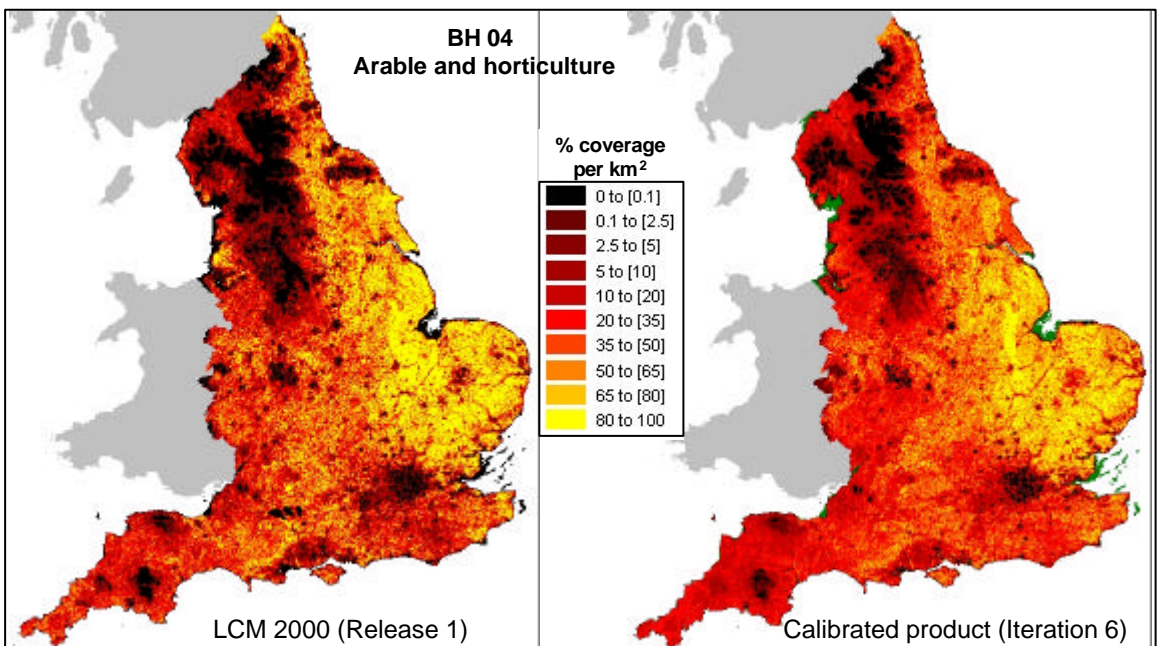 BH 04
Arable and horticulture
% coverage
per km²
0 to [0.1]
0.1 to [2.5]
2.5 to [5]
5 to [10]
10 to [20]
20 to [35]
35 to [50]
50 to [65]
65 to [80]
80 to 100
LCM 2000 (Release 1)
Calibrated product (Iteration 6)